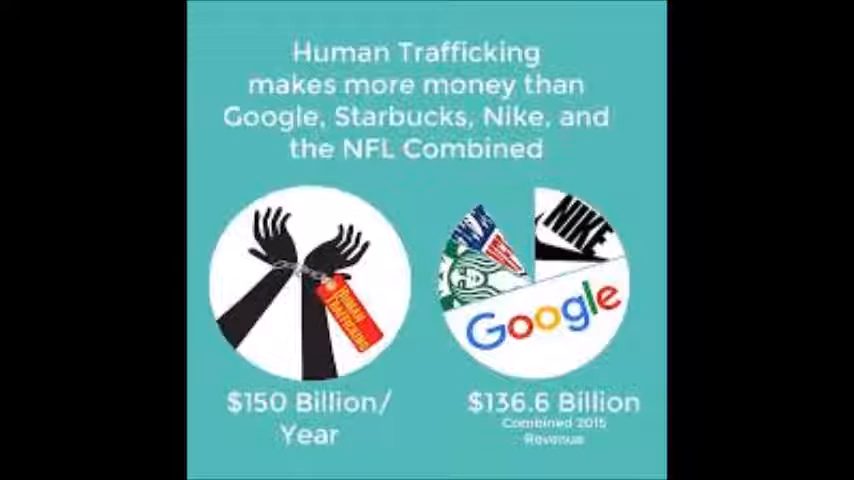 Human Trafficking
makes more money than
Google, Starbucks, Nike, and
the NFL Combined
HUMAN
TRAFFICKING
NIKE
Google
$150 Billion/
Year
$136.6 Billion
Combined 2015
Revenue